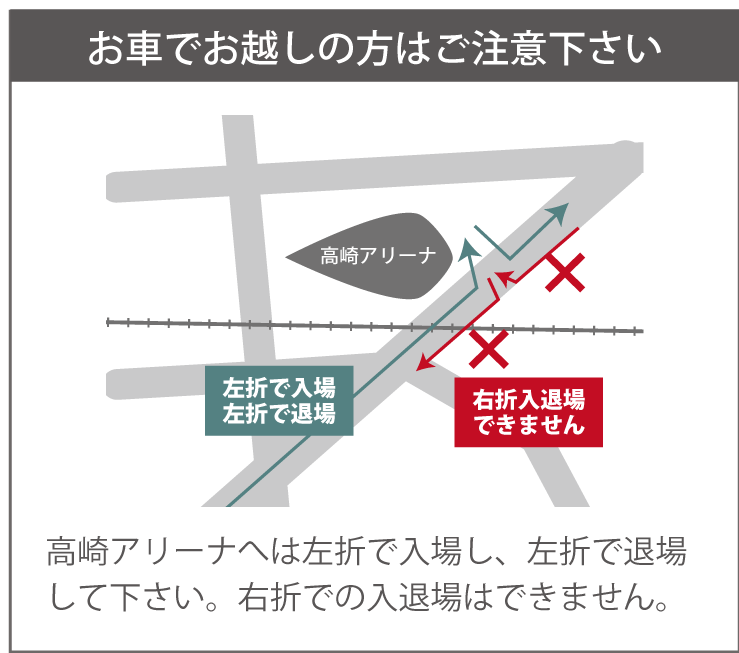 お車でお越しの方はご注意下さい
高崎アリーナ
左折で入場
左折で退場
右折入退場
できません
高崎アリーナへは左折で入場し、左折で退場
して下さい。右折での入退場はできません。